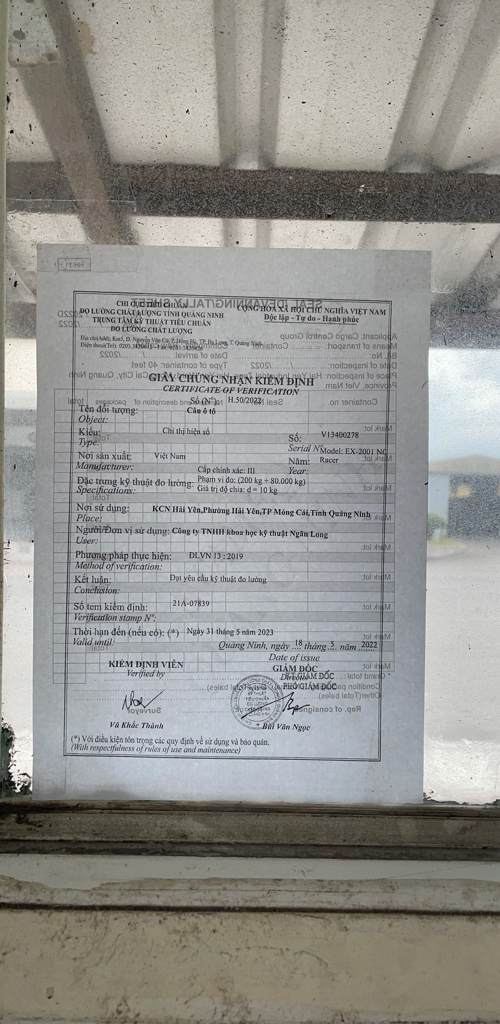 CỘNG HÒA XÃ HỘI CHỦ NGHĨA VIỆT NAM
ĐO LƯỜNG CHẤT LƯỢNG TỈNH QUẢNG NINH
Độc lập - Tự do - Hạnh phúc
TRUNG TÂM KỸ THUẬT TIÊU CHUẨN
ĐO LƯỜNG CHẤT LƯỢNG
GIẤY CHỨNG NHẬN KIỂM ĐỊNH
CERTIFICATE OF VERIFICATION
Số (Nº): H.50/2022
Tên đối tượng: Cân ô tô
Object:
Kiểu: Chỉ thị hiện số
Số: V13400278
Type:
Serial Nº
Model: EX-2001 NC
Nơi sản xuất: Việt Nam
Năm: Racer
Manufacturer:
Year:
Cấp chính xác: III
Đặc trưng kỹ thuật đo lường: Phạm vi đo: (200 kg ÷ 80.000 kg)
Specifications: Giá trị độ chia: d = 10 kg
Nơi sử dụng: KCN Hải Yên,Phường Hải Yên,TP Móng Cái,Tỉnh Quảng Ninh
Place:
Người/Đơn vị sử dụng: Công ty TNHH khoa học kỹ thuật Ngân Long
User:
Phương pháp thực hiện: ĐLVN 13 : 2019
Method of verification:
Kết luận: Đạt yêu cầu kỹ thuật đo lường
Conclusion:
Số tem kiểm định: 21A-07839
Verification stamp Nº:
Thời hạn đến (nếu có): (*) Ngày 31 tháng 5 năm 2023
Valid until:
Quảng Ninh, ngày 18 tháng 5 năm 2022
Date of issue
KIỂM ĐỊNH VIÊN
GIÁM ĐỐC
Verified by
PHÓ GIÁM ĐỐC
Vũ Khắc Thành
Bùi Văn Ngọc
(*) Với điều kiện tôn trọng các quy định về sử dụng và bảo quản.
(With respectfulness of rules of use and maintenance)